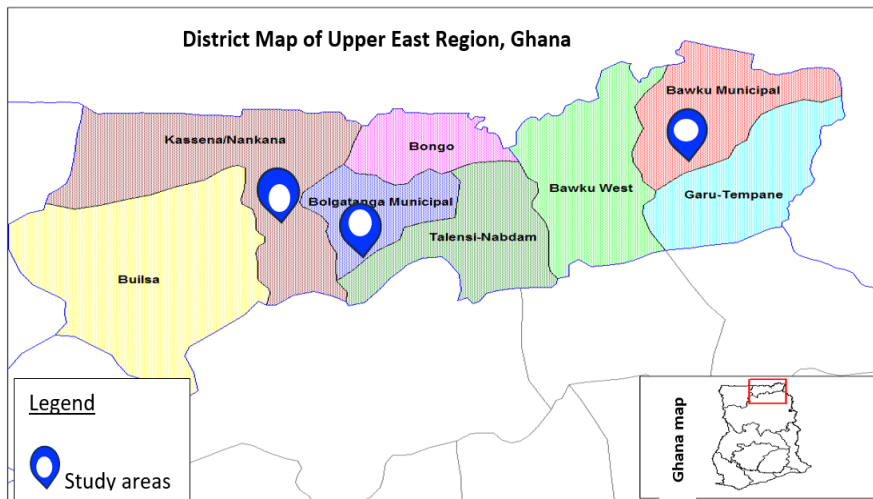 District Map of Upper East Region, Ghana
Bawku Municipal
Kassena/Nankana
Bongo
Bawku West
Garu-Tempane
Bolgatanga Municipal
Talensi-Nabdam
Builsa
Legend
Study areas
Ghana map